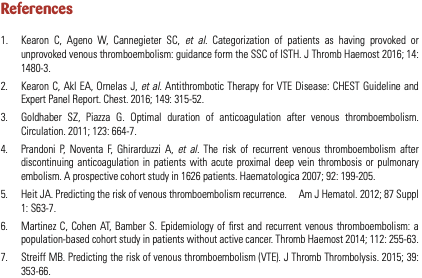 References
1. Kearon C, Ageno W, Cannegieter SC, et al. Categorization of patients as having provoked or
unprovoked venous thromboembolism: guidance form the SSC of ISTH. J Thromb Haemost 2016; 14:
1480-3.
2. Kearon C, Akl EA, Ornelas J, et al. Antithrombotic Therapy for VTE Disease: CHEST Guideline and
Expert Panel Report. Chest. 2016; 149: 315-52.
3. Goldhaber SZ, Piazza G. Optimal duration of anticoagulation after venous thromboembolism.
Circulation. 2011; 123: 664-7.
4. Prandoni P, Noventa F, Ghirarduzzi A, et al. The risk of recurrent venous thromboembolism after
discontinuing anticoagulation in patients with acute proximal deep vein thrombosis or pulmonary
embolism. A prospective cohort study in 1626 patients. Haematologica 2007; 92: 199-205.
5. Heit JA. Predicting the risk of venous thromboembolism recurrence. Am J Hematol. 2012; 87 Suppl
1: S63-7.
6. Martinez C, Cohen AT, Bamber S. Epidemiology of first and recurrent venous thromboembolism: a
population-based cohort study in patients without active cancer. Thromb Haemost 2014; 112: 255-63.
7. Streiff MB. Predicting the risk of venous thromboembolism (VTE). J Thromb Thrombolysis. 2015; 39:
353-66.